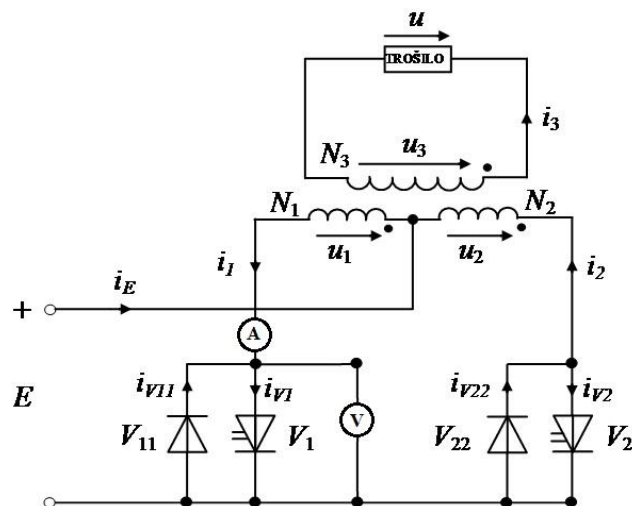 u
TROŠILO
i3
N3 u3
N1 N2
u1 u2
i1 i2
iE
+
A
E
iV11 iV1 iV22 iV2
V
V11 V1 V22 V2